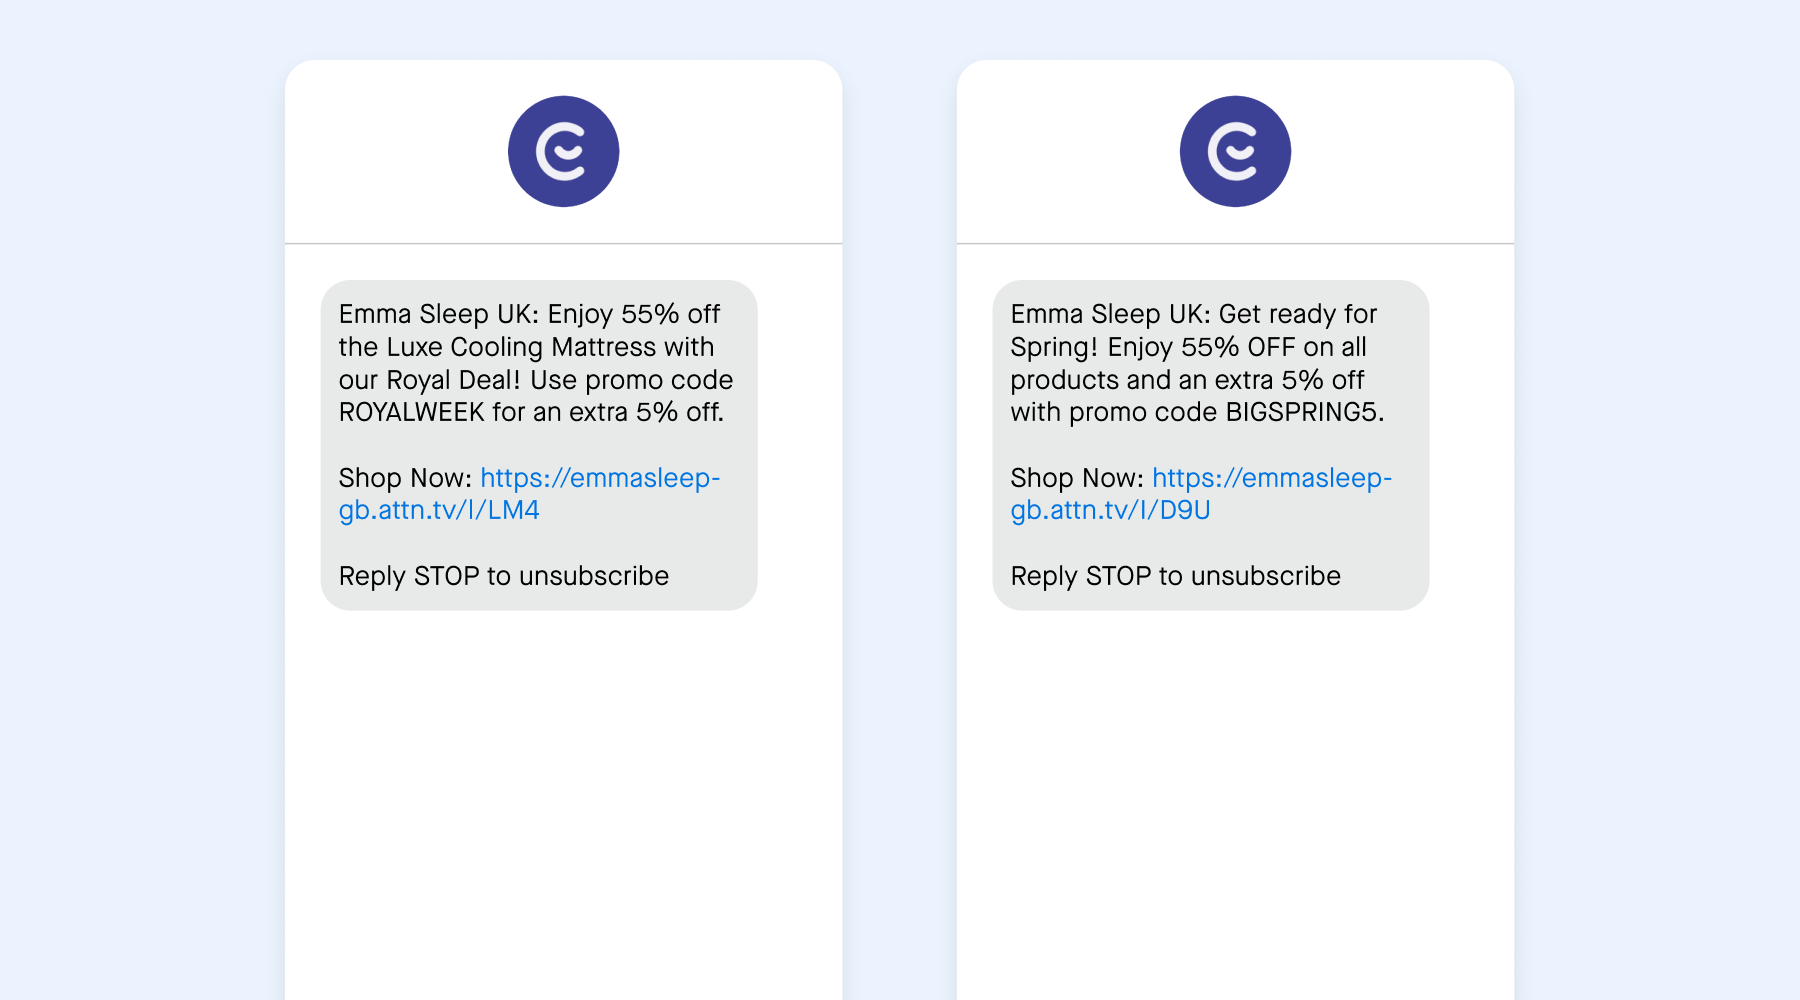 Emma Sleep UK: Enjoy 55% off
the Luxe Cooling Mattress with
our Royal Deal! Use promo code
ROYALWEEK for an extra 5% off.
Shop Now: https://emmasleep-
gb.attn.tv/l/LM4
Reply STOP to unsubscribe
Emma Sleep UK: Get ready for
Spring! Enjoy 55% OFF on all
products and an extra 5% off
with promo code BIGSPRING5.
Shop Now: https://emmasleep-
gb.attn.tv/l/D9U
Reply STOP to unsubscribe